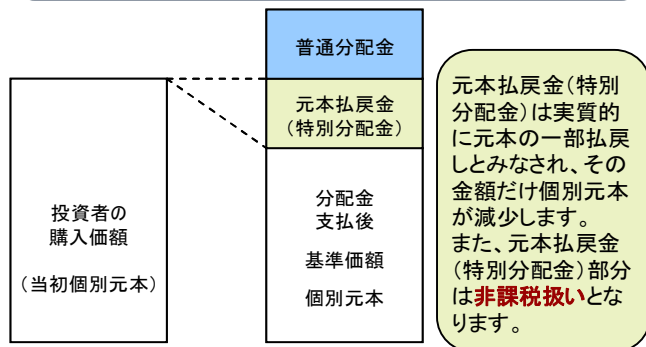 普通分配金
元本払戻金
(特別分配金)
投資者の
購入価額
(当初個別元本)
分配金
支払後
基準価額
個別元本
元本払戻金(特別
分配金)は実質的
に元本の一部払戻
しとみなされ、その
金額だけ個別元本
が減少します。
また、元本払戻金
(特別分配金)部分
は非課税扱いとな
ります。